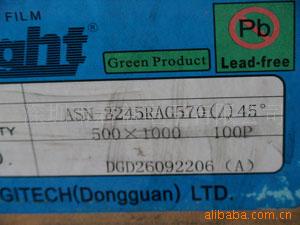 FILM
ght
Green Product
Pb
Lead-free
ASN-2245RAG570(/)45°
TY
500×1000 100P
O.
DGD26092206 (A)
GITECH(Dongguan) LTD.
alibaba.com.cn